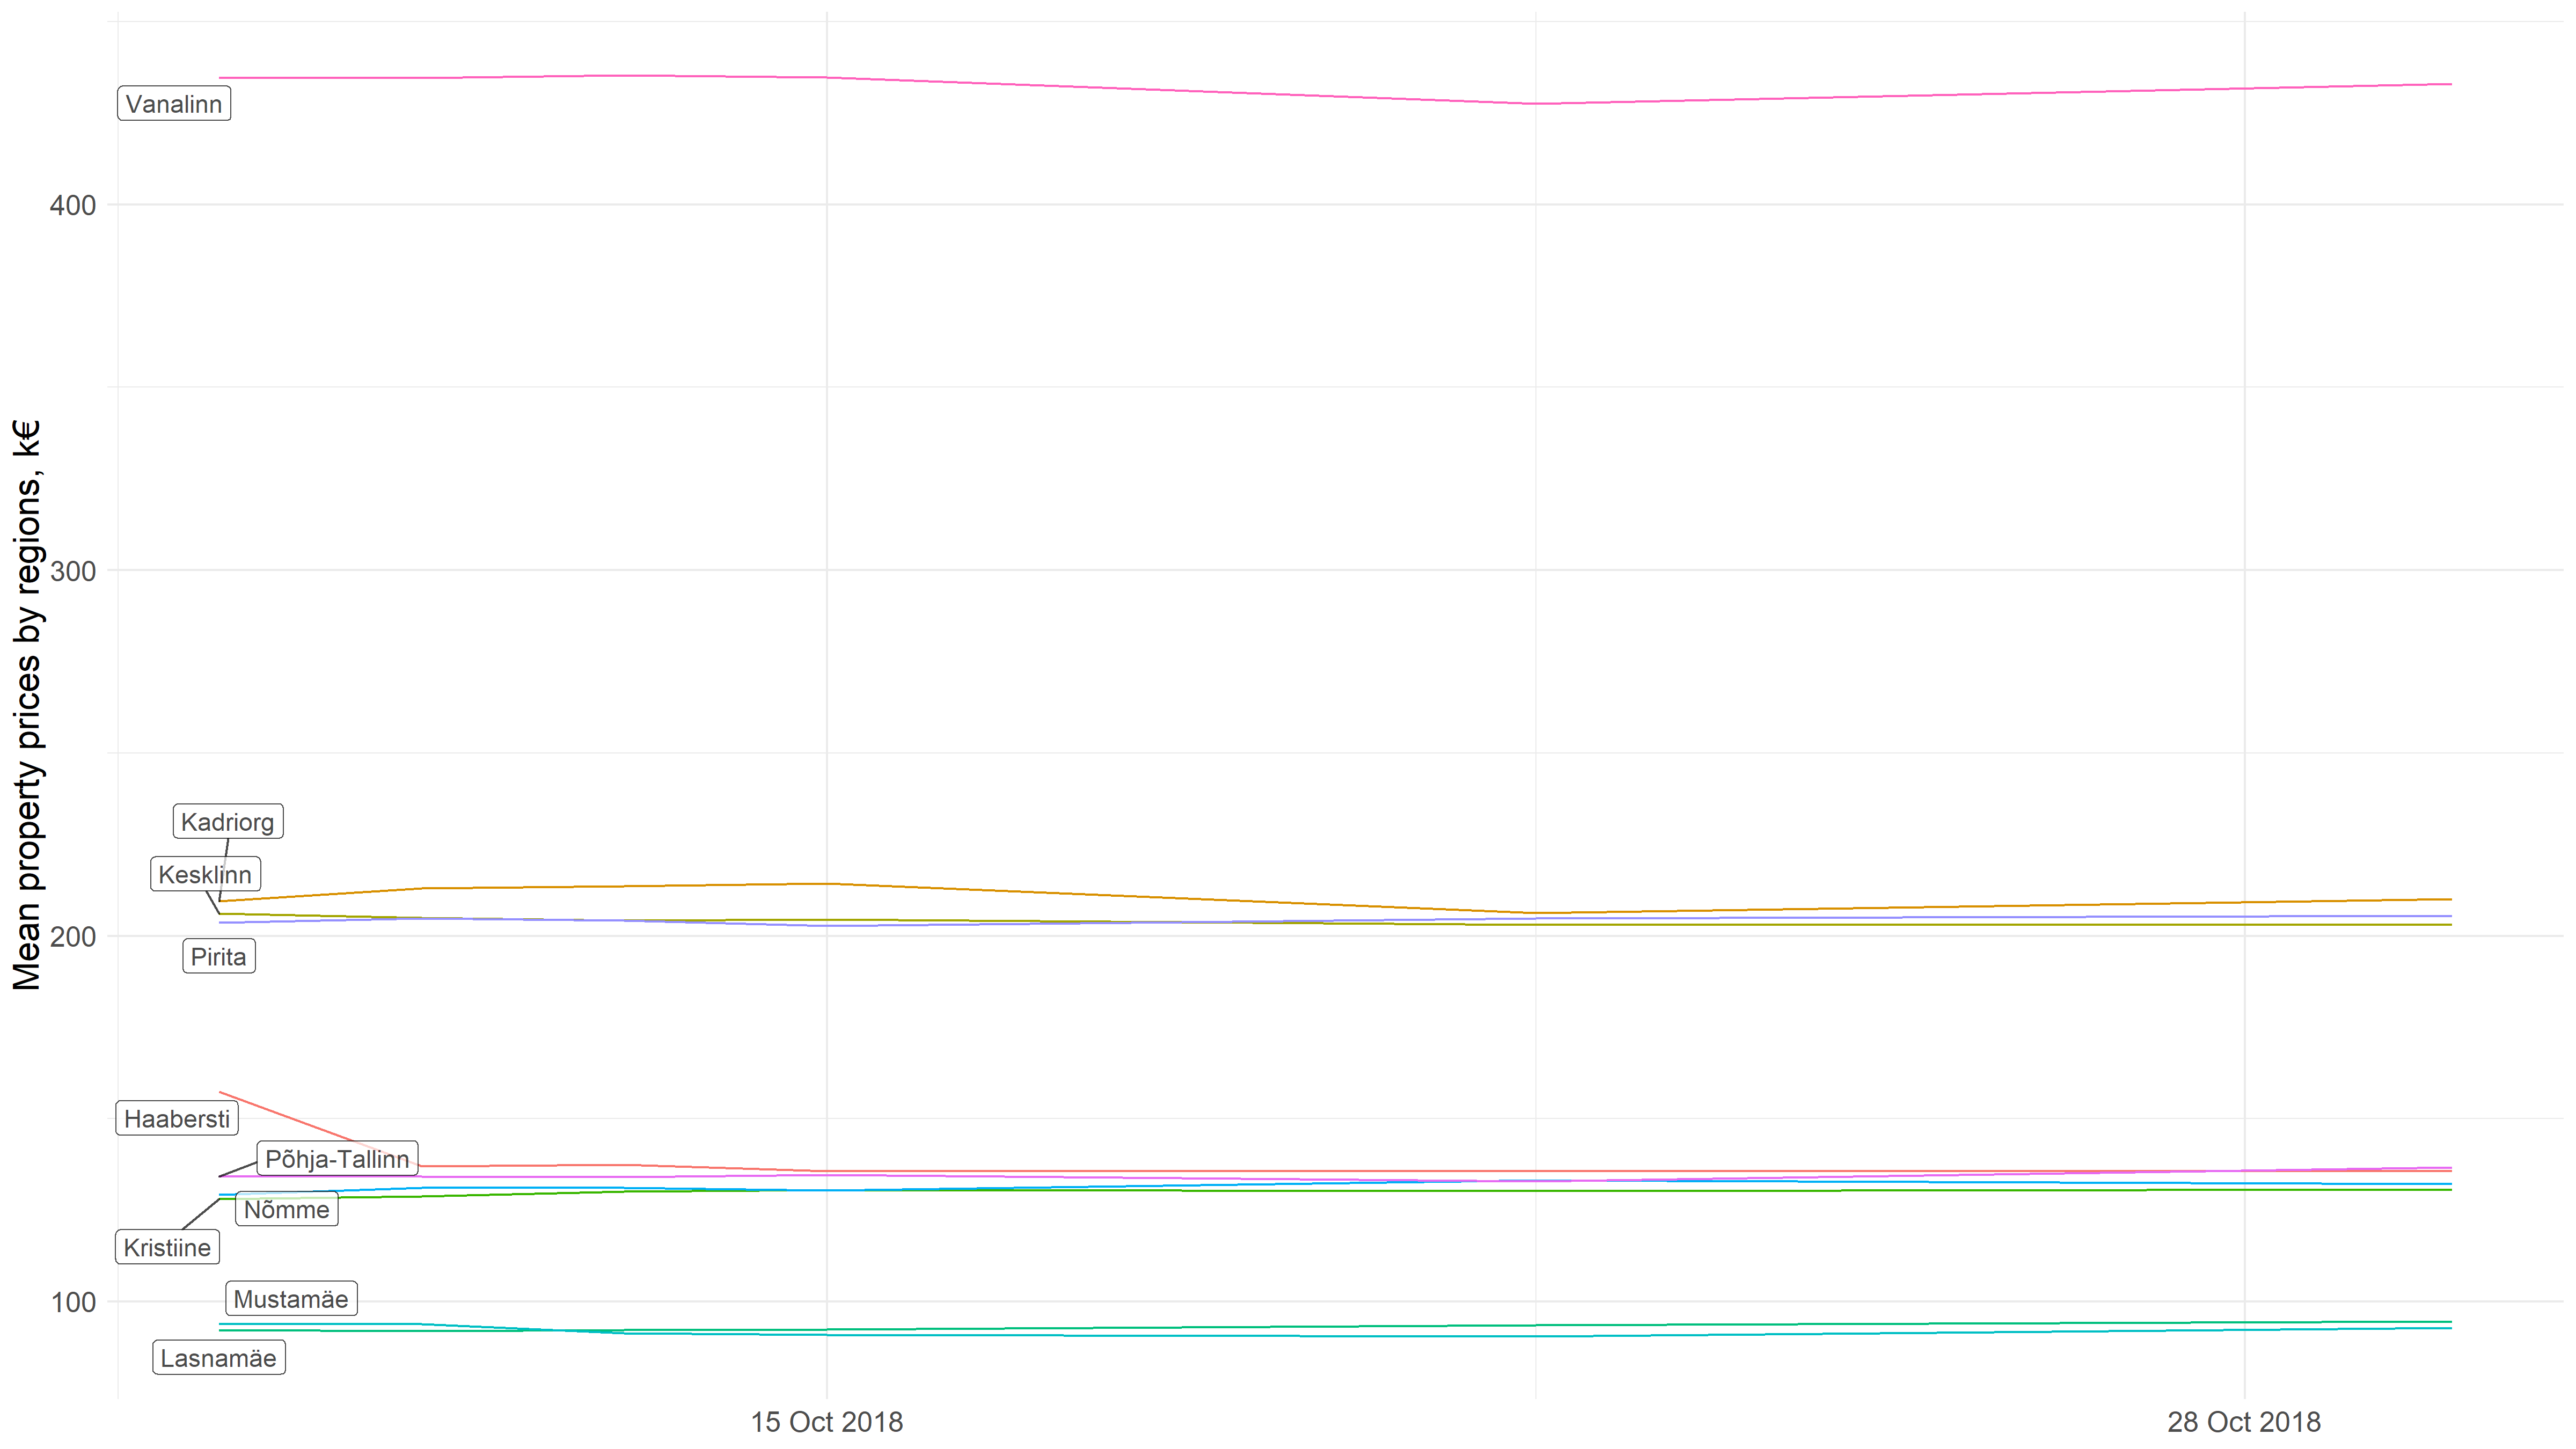 Mean property prices by regions, k€
400
300
200
100
Vanalinn
Kadriorg
Kesklinn
Pirita
Haabersti
Põhja-Tallinn
Nõmme
Kristiine
Mustamäe
Lasnamäe
15 Oct 2018
28 Oct 2018